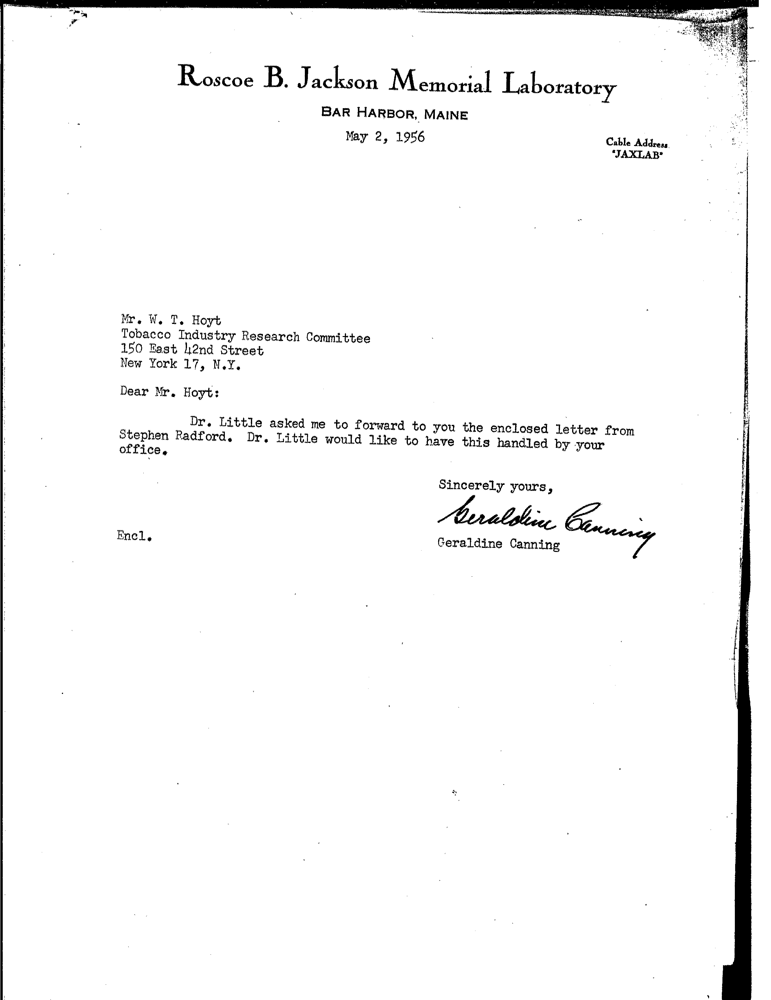 Roscoe B. Jackson Memorial Laboratory
Bar Harbor, Maine
May 2, 1956
Cable Address
"JAXLAB"
Mr. W. T. Hoyt
Tobacco Industry Research Committee
150 East 42nd Street
New York 17, N.Y.
Dear Mr. Hoyt:
Dr. Little asked me to forward to you the enclosed letter from
Stephen Radford. Dr. Little would like to have this handled by your
office.
Sincerely yours,
Geraldine Canning
Encl.
Geraldine Canning